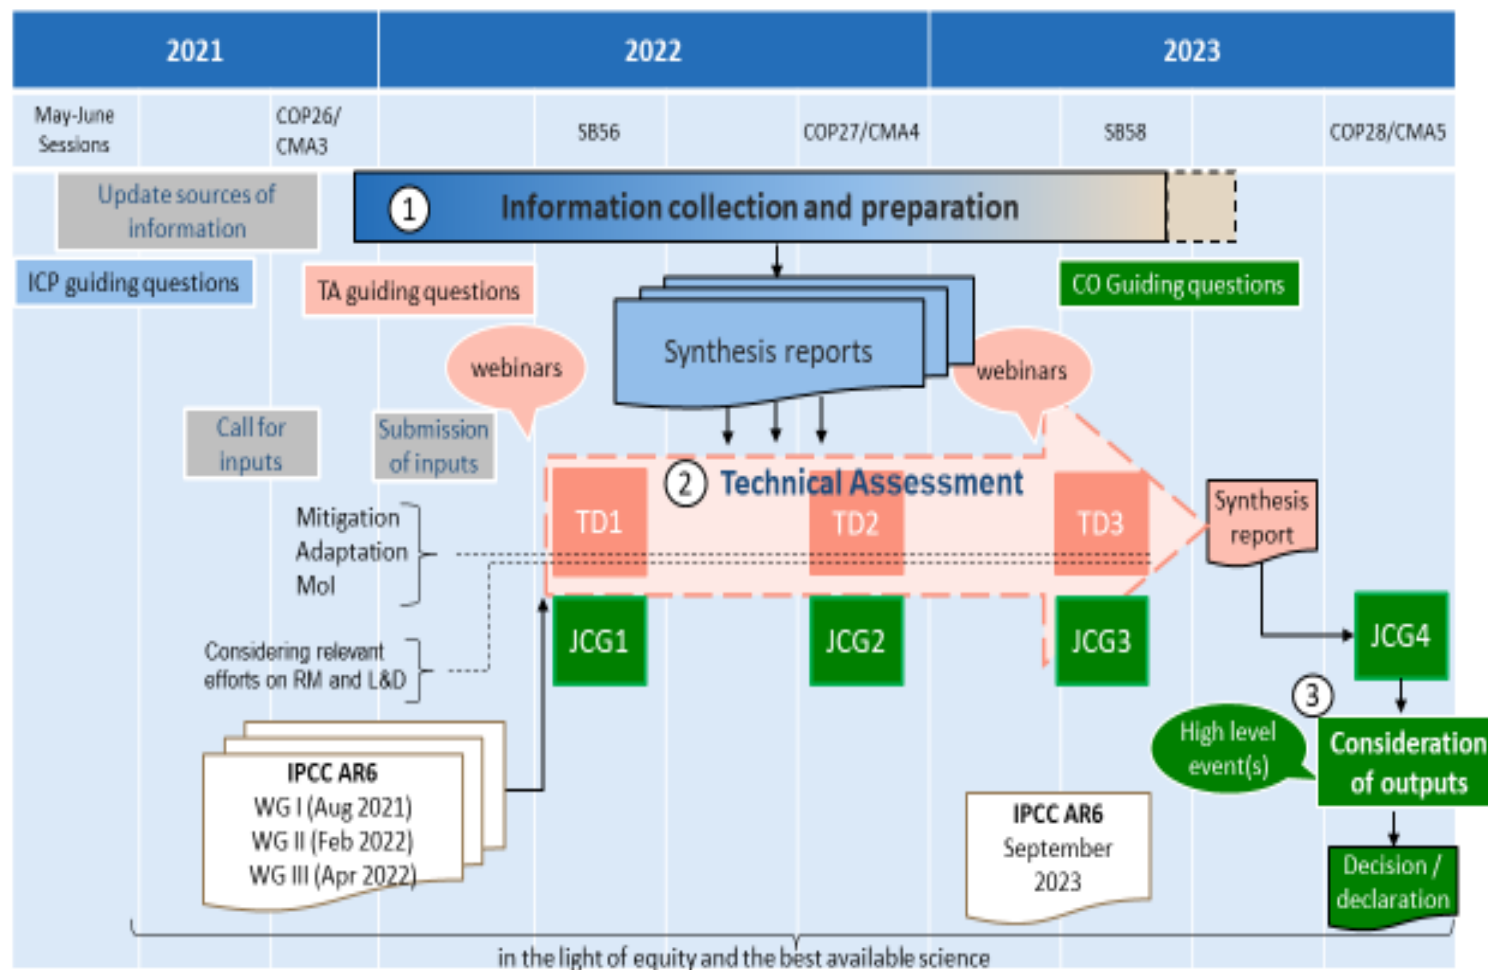 2021
2022
2023
May-June
Sessions
COP26/
CMA3
SB56
COP27/CMA4
SB58
COP28/CMA5
Update sources of
information
1
Information collection and preparation
ICP guiding questions
TA guiding questions
CO Guiding questions
webinars
Synthesis reports
webinars
Call for
inputs
Submission
of inputs
2
Technical Assessment
Mitigation
Adaptation
MoI
TD1
TD2
TD3
Synthesis
report
Considering relevant
efforts on RM and L&D
JCG1
JCG2
JCG3
JCG4
3
High level
event(s)
Consideration
of outputs
IPCC AR6
WG I (Aug 2021)
WG II (Feb 2022)
WG III (Apr 2022)
IPCC AR6
September
2023
Decision /
declaration
in the light of equity and the best available science